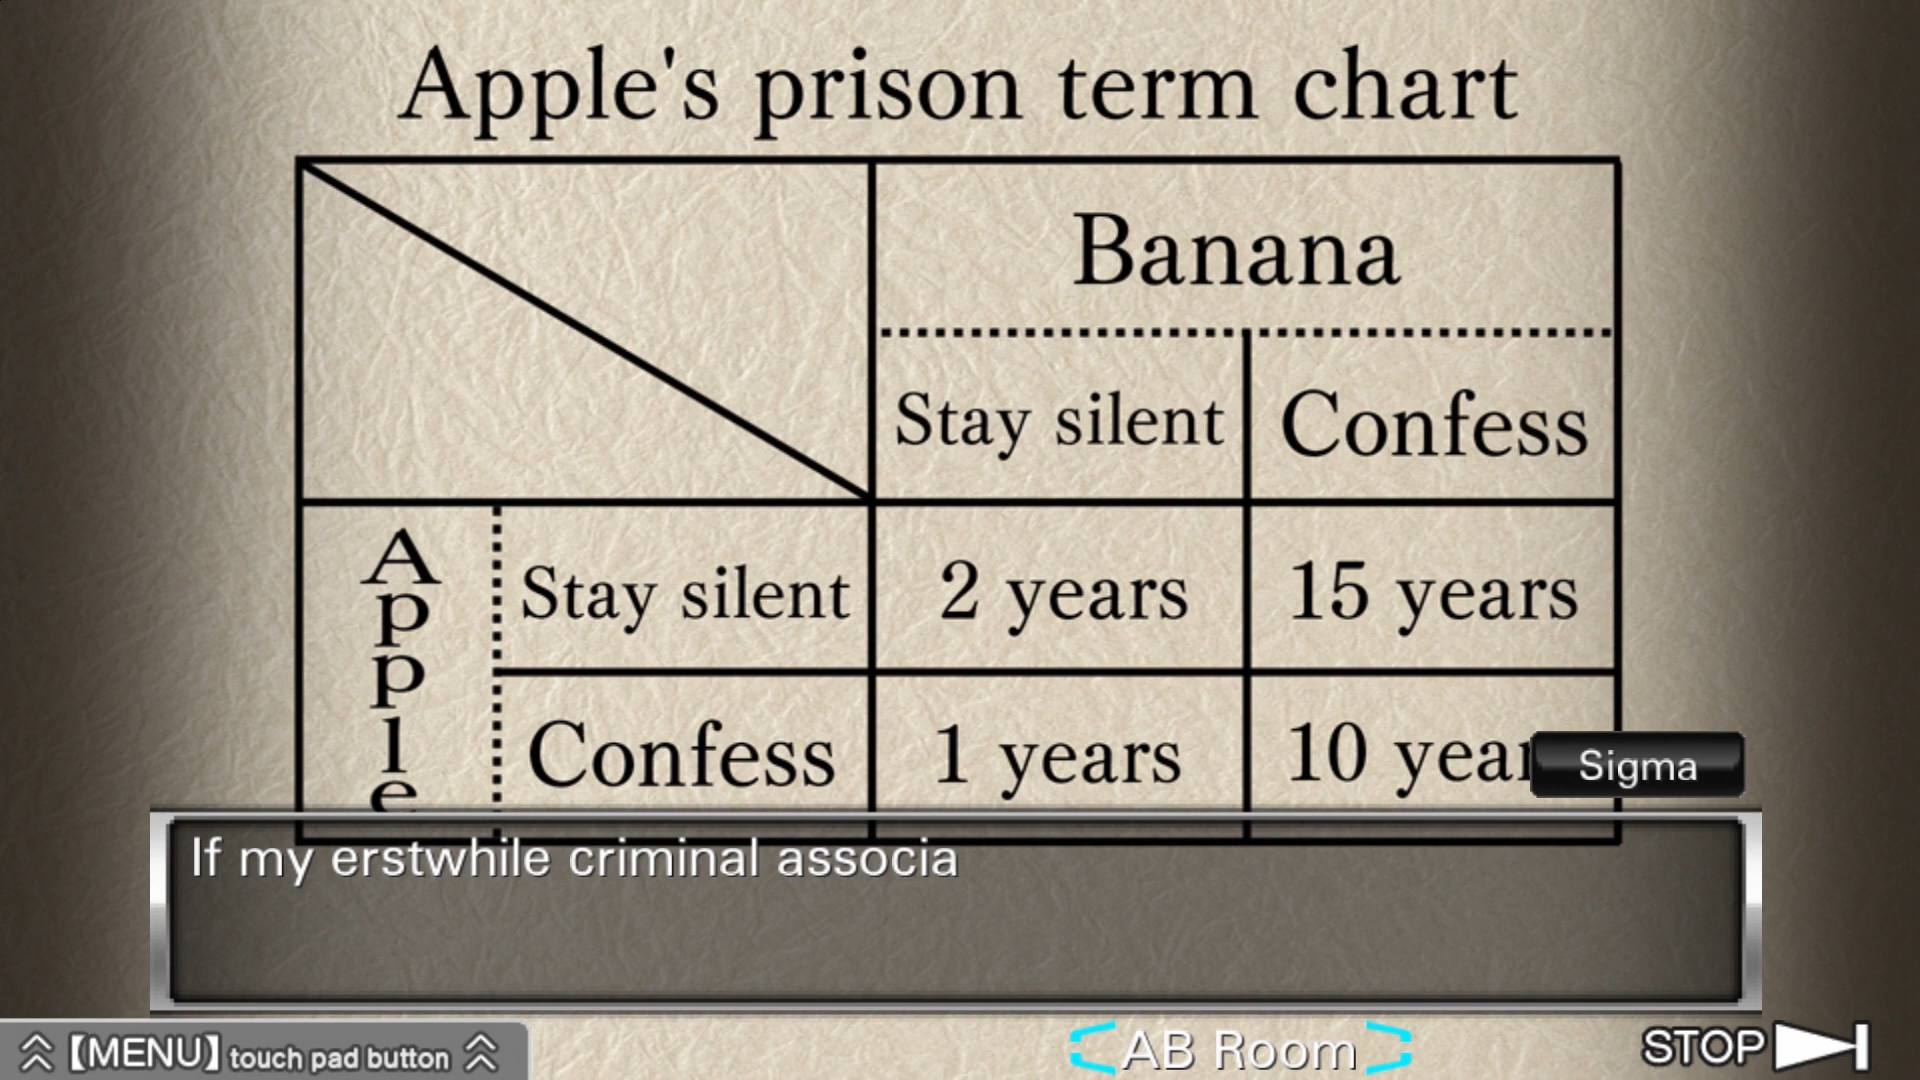 Apple's prison term chart
Banana
Stay silent Confess
Apple
Stay silent 2 years 15 years
Confess 1 years 10 year
Sigma
If my erstwhile criminal associa
【MENU】touch pad button
AB Room
STOP